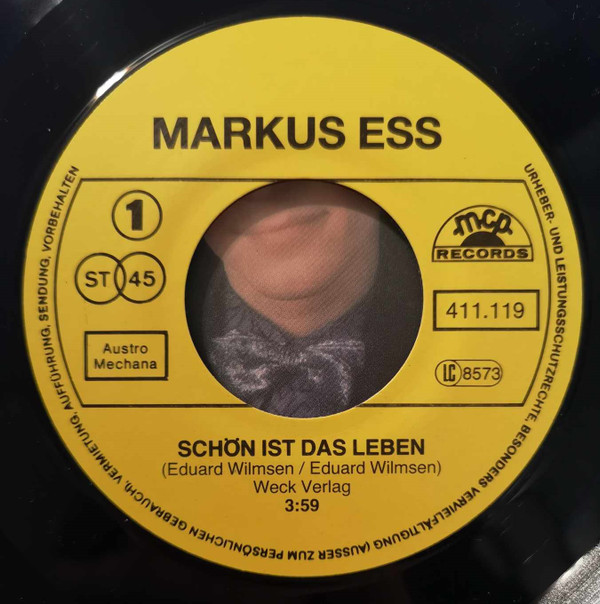 MARKUS ESS
1
ST 45
Austro
Mechana
mcp
RECORDS
411.119
LC 8573
SCHÖN IST DAS LEBEN
(Eduard Wilmsen / Eduard Wilmsen)
Weck Verlag
3:59
URHEBER- UND LEISTUNGSSCHUTZRECHTE, BESONDERS VERVIELFÄLTIGUNG (AUSSER ZUM PERSÖNLICHEN GEBRAUCH), VERMIETUNG, AUFFÜHRUNG, SENDUNG, VORBEHALTEN